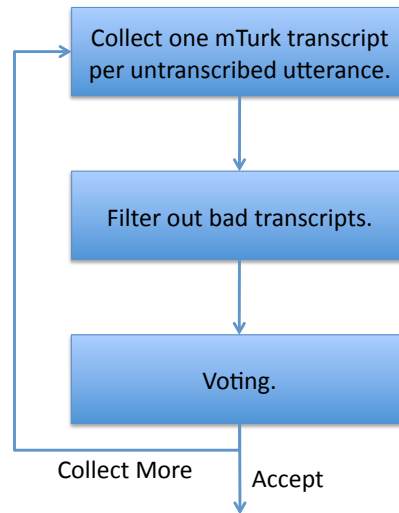 Collect one mTurk transcript
per untranscribed utterance.
Filter out bad transcripts.
Voting.
Collect More
Accept